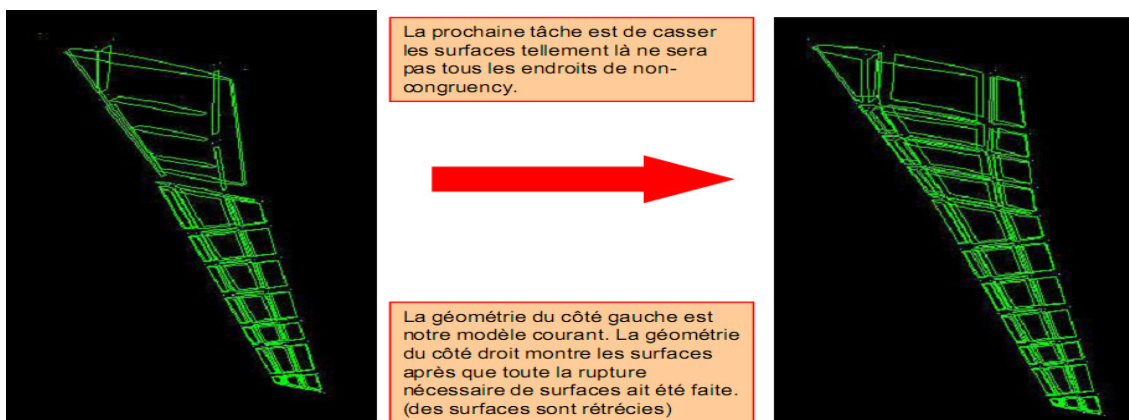 La prochaine tâche est de casser
les surfaces tellement là ne sera
pas tous les endroits de non-
congruency.
La géométrie du côté gauche est
notre modèle courant. La géométrie
du côté droit montre les surfaces
après que toute la rupture
nécessaire de surfaces ait été faite.
(des surfaces sont rétrécies)